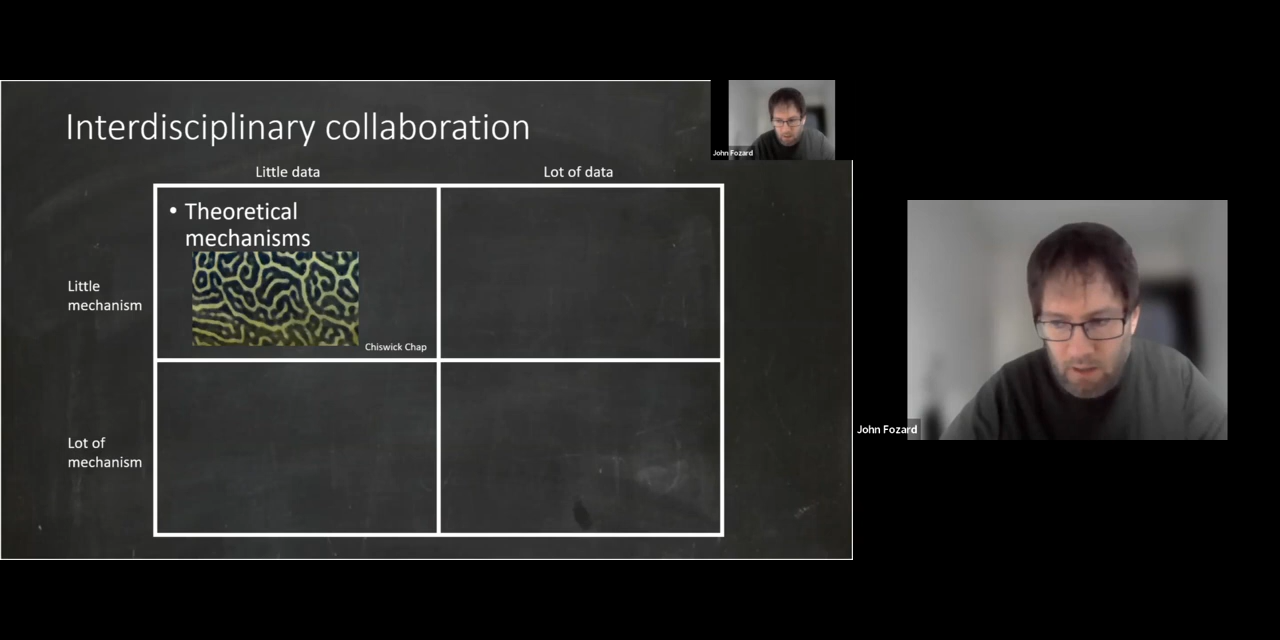 Interdisciplinary collaboration
John Fozard
Little data
Lot of data
• Theoretical
mechanisms
Little
mechanism
Chiswick Chap
Lot of
mechanism
John Fozard